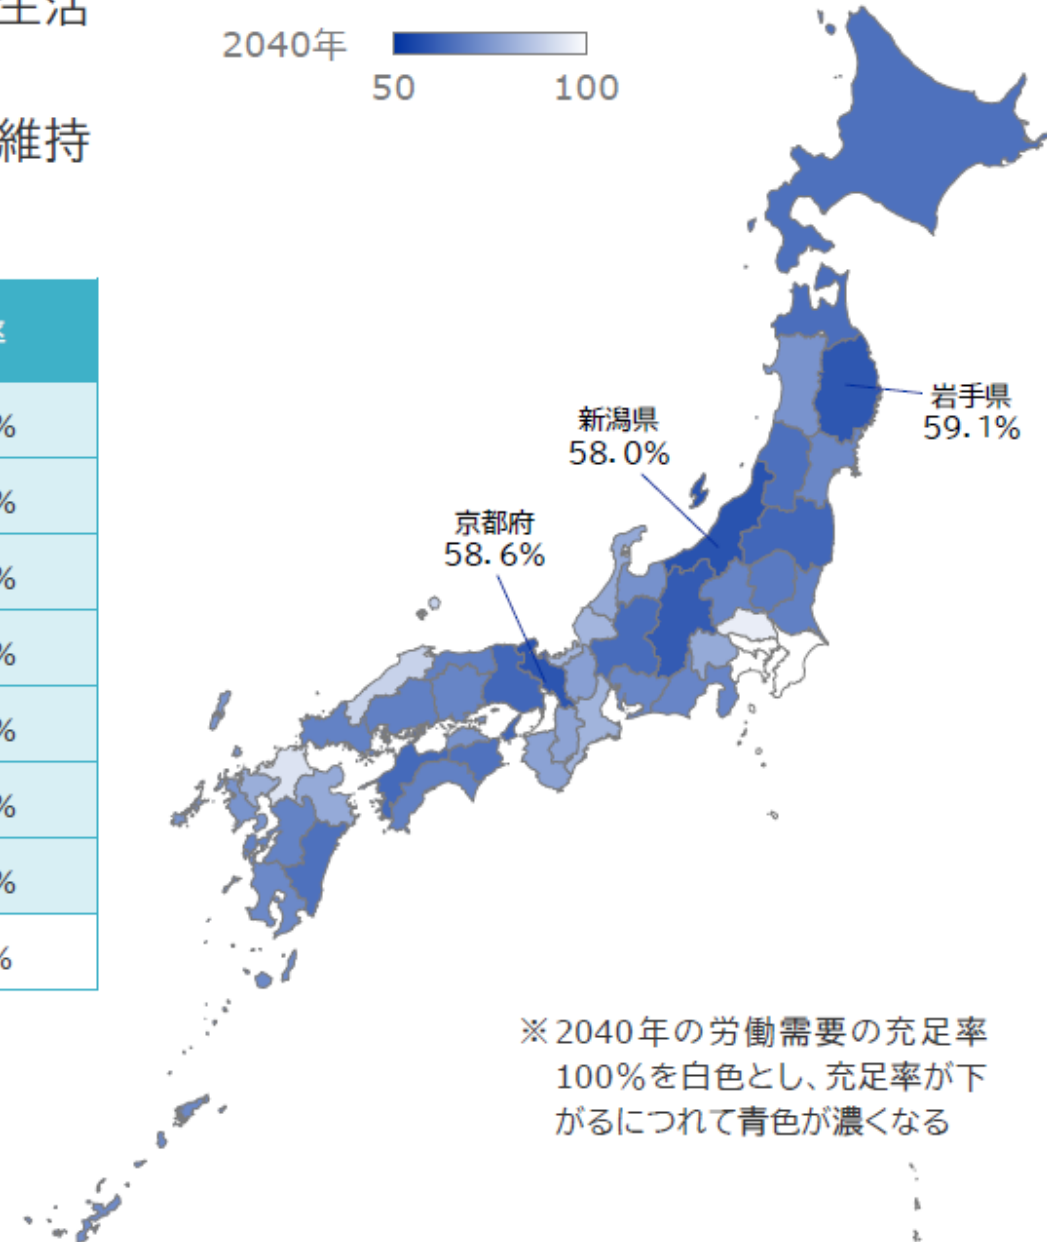 生活
維持
2040年
50 100
率
%
%
%
%
%
%
%
%
岩手県
59.1%
新潟県
58.0%
京都府
58.6%
※2040年の労働需要の充足率
100%を白色とし、充足率が下
がるにつれて青色が濃くなる